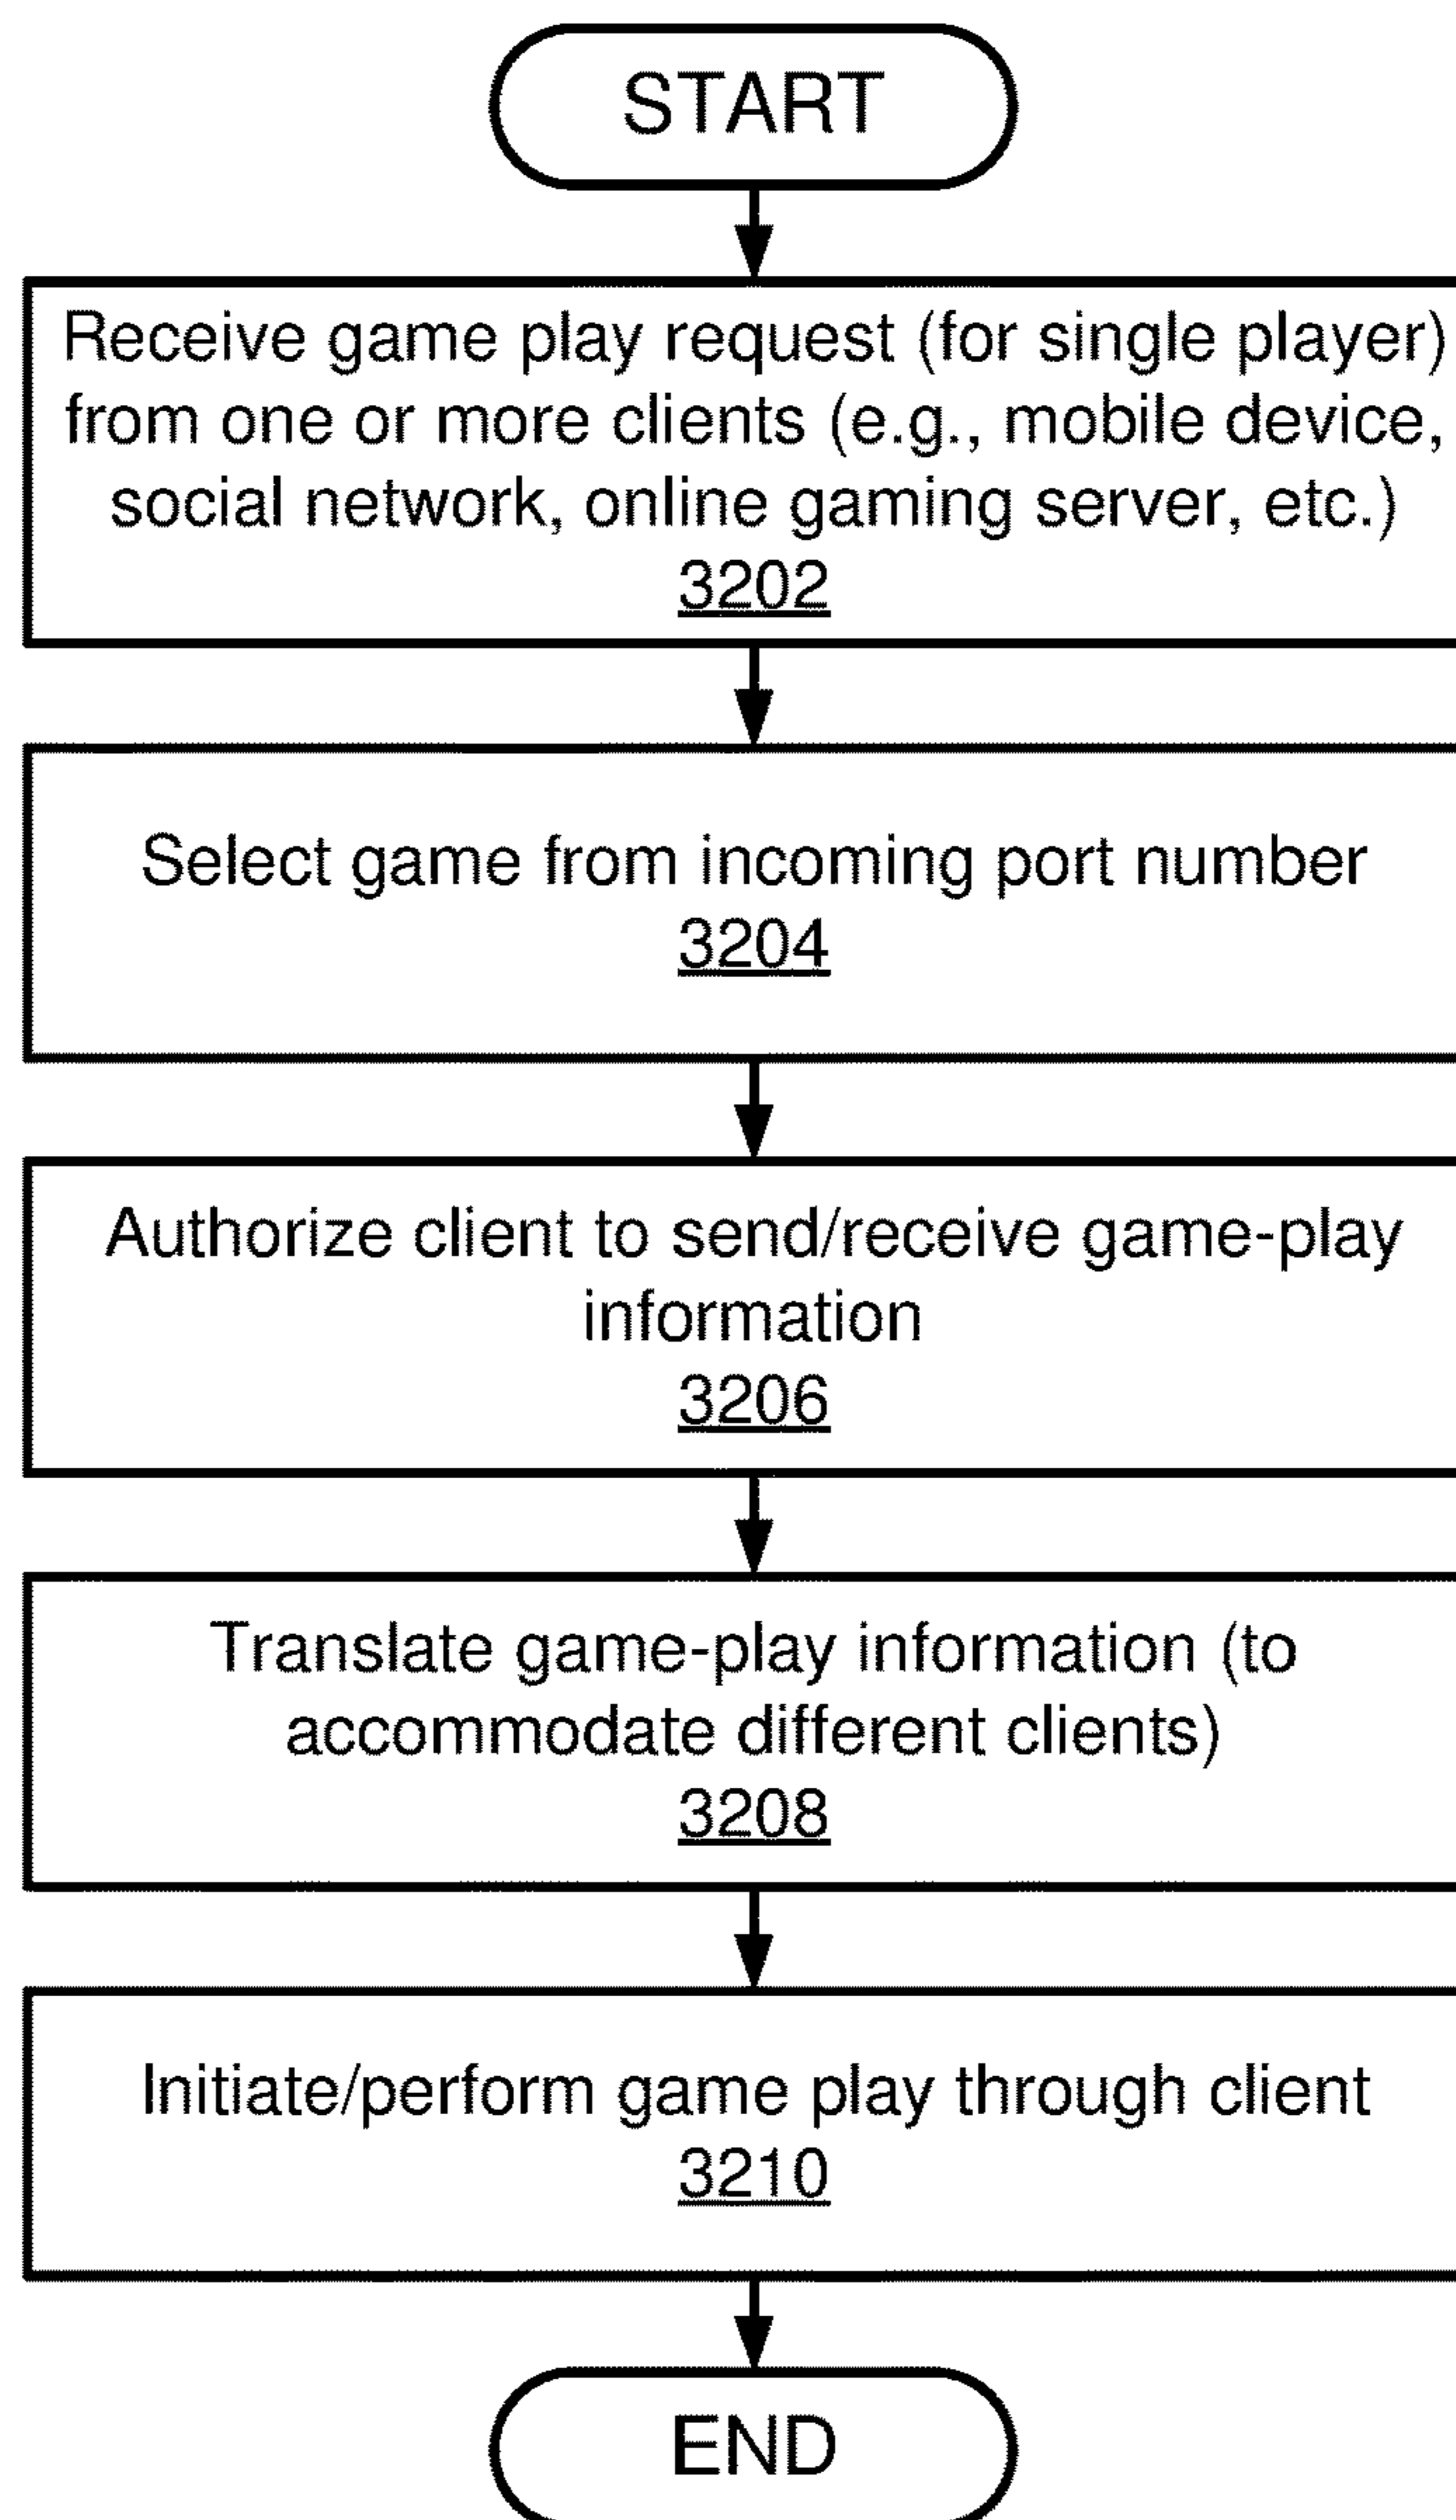 START
Receive game play request (for single player)
from one or more clients (e.g., mobile device,
social network, online gaming server, etc.)
3202
Select game from incoming port number
3204
Authorize client to send/receive game-play
information
3206
Translate game-play information (to
accommodate different clients)
3208
Initiate/perform game play through client
3210
END